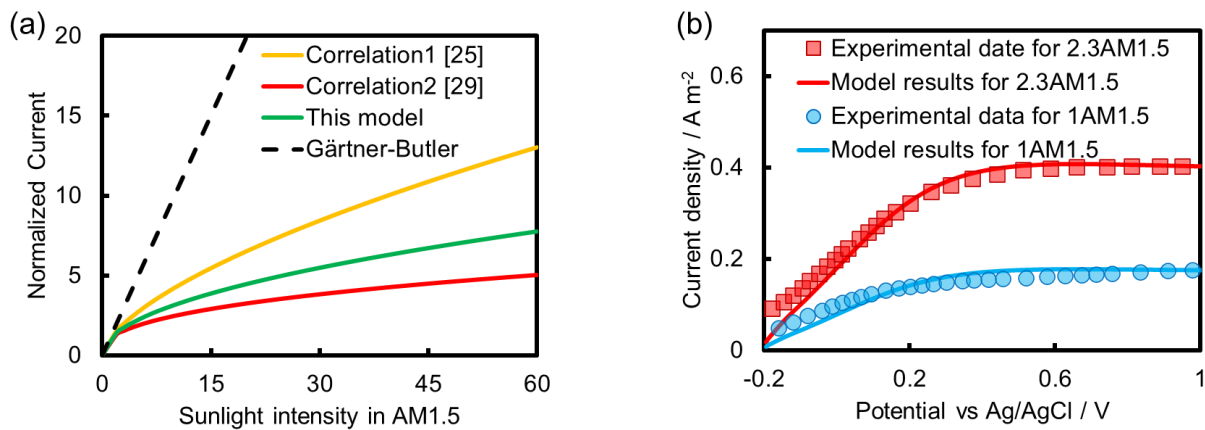 (a)
20
15
10
5
0
Normalized Current
Correlation1 [25]
Correlation2 [29]
This model
Gärtner-Butler
0 15 30 45 60
Sunlight intensity in AM1.5
(b)
0.6
0.4
0.2
0
Current density / A m-2
Experimental date for 2.3AM1.5
Model results for 2.3AM1.5
Experimental data for 1AM1.5
Model results for 1AM1.5
-0.2 0.2 0.6 1
Potential vs Ag/AgCl / V